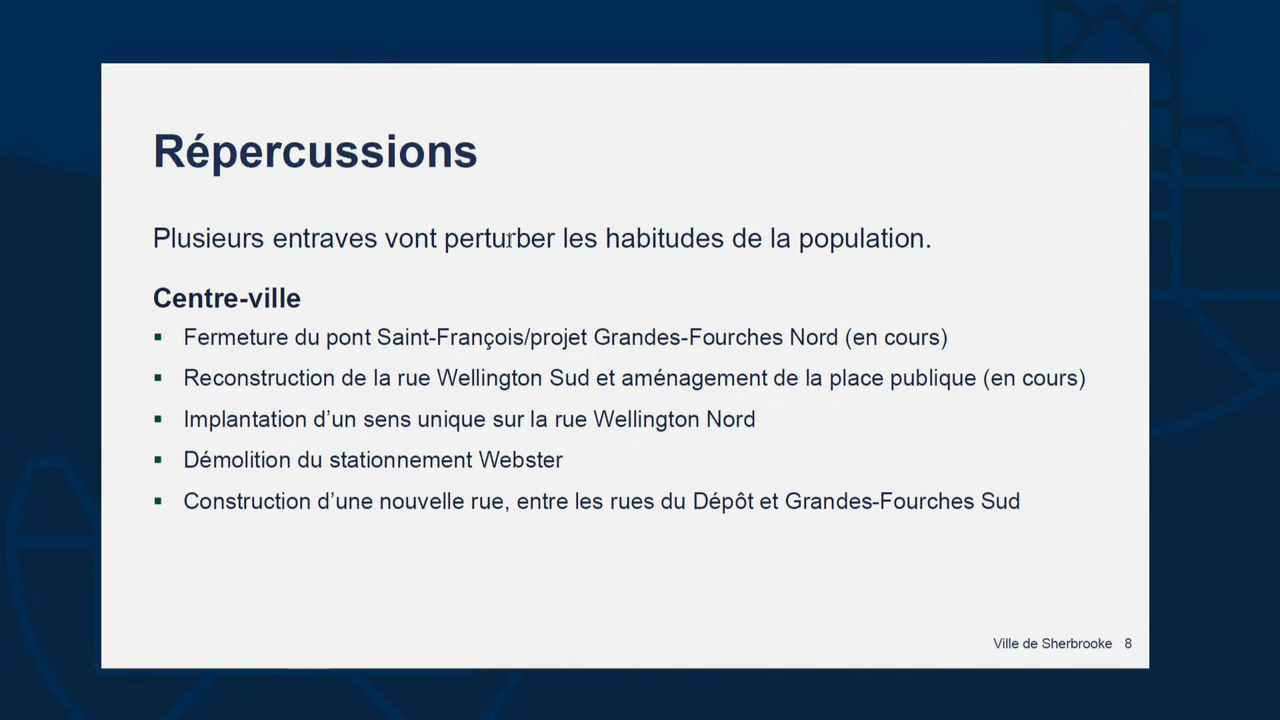 Répercussions
Plusieurs entraves vont perturber les habitudes de la population.
Centre-ville
▪ Fermeture du pont Saint-François/projet Grandes-Fourches Nord (en cours)
▪ Reconstruction de la rue Wellington Sud et aménagement de la place publique (en cours)
▪ Implantation d’un sens unique sur la rue Wellington Nord
▪ Démolition du stationnement Webster
▪ Construction d’une nouvelle rue, entre les rues du Dépôt et Grandes-Fourches Sud
Ville de Sherbrooke 8